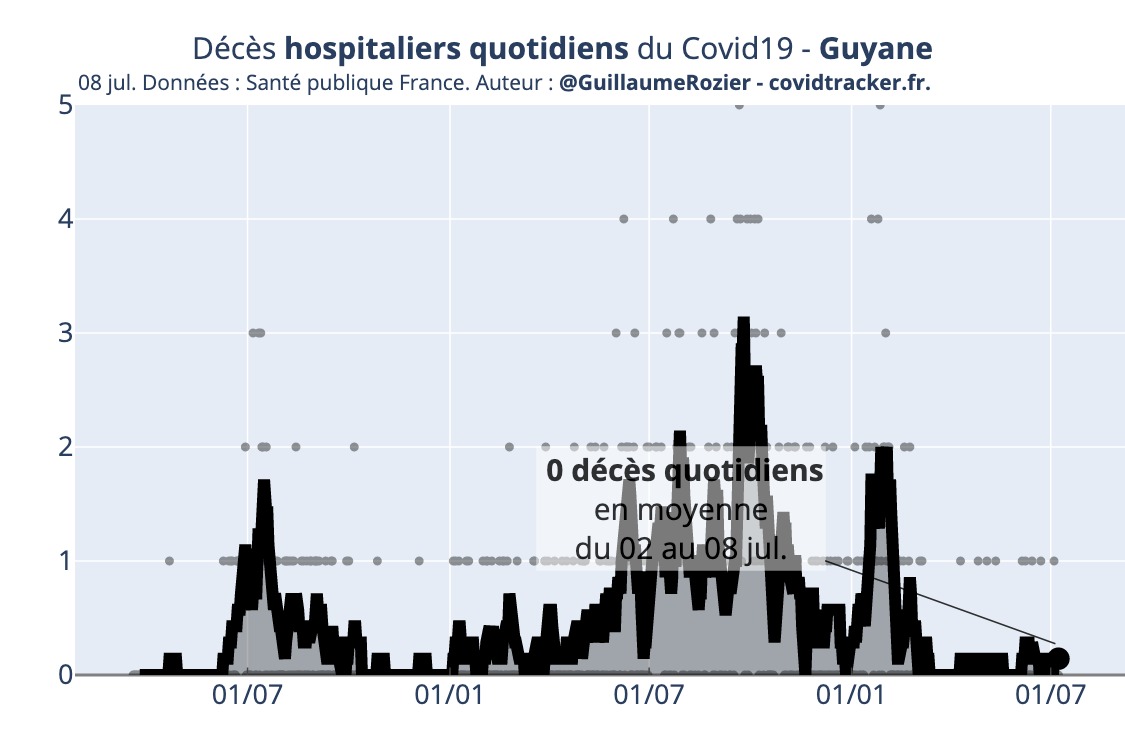 Décès hospitaliers quotidiens du Covid19 - Guyane
08 jul. Données : Santé publique France. Auteur : @GuillaumeRozier - covidtracker.fr.
5
4
3
2
1
0
0 décès quotidiens
en moyenne
du 02 au 08 jul.
01/07 01/01 01/07 01/01 01/07